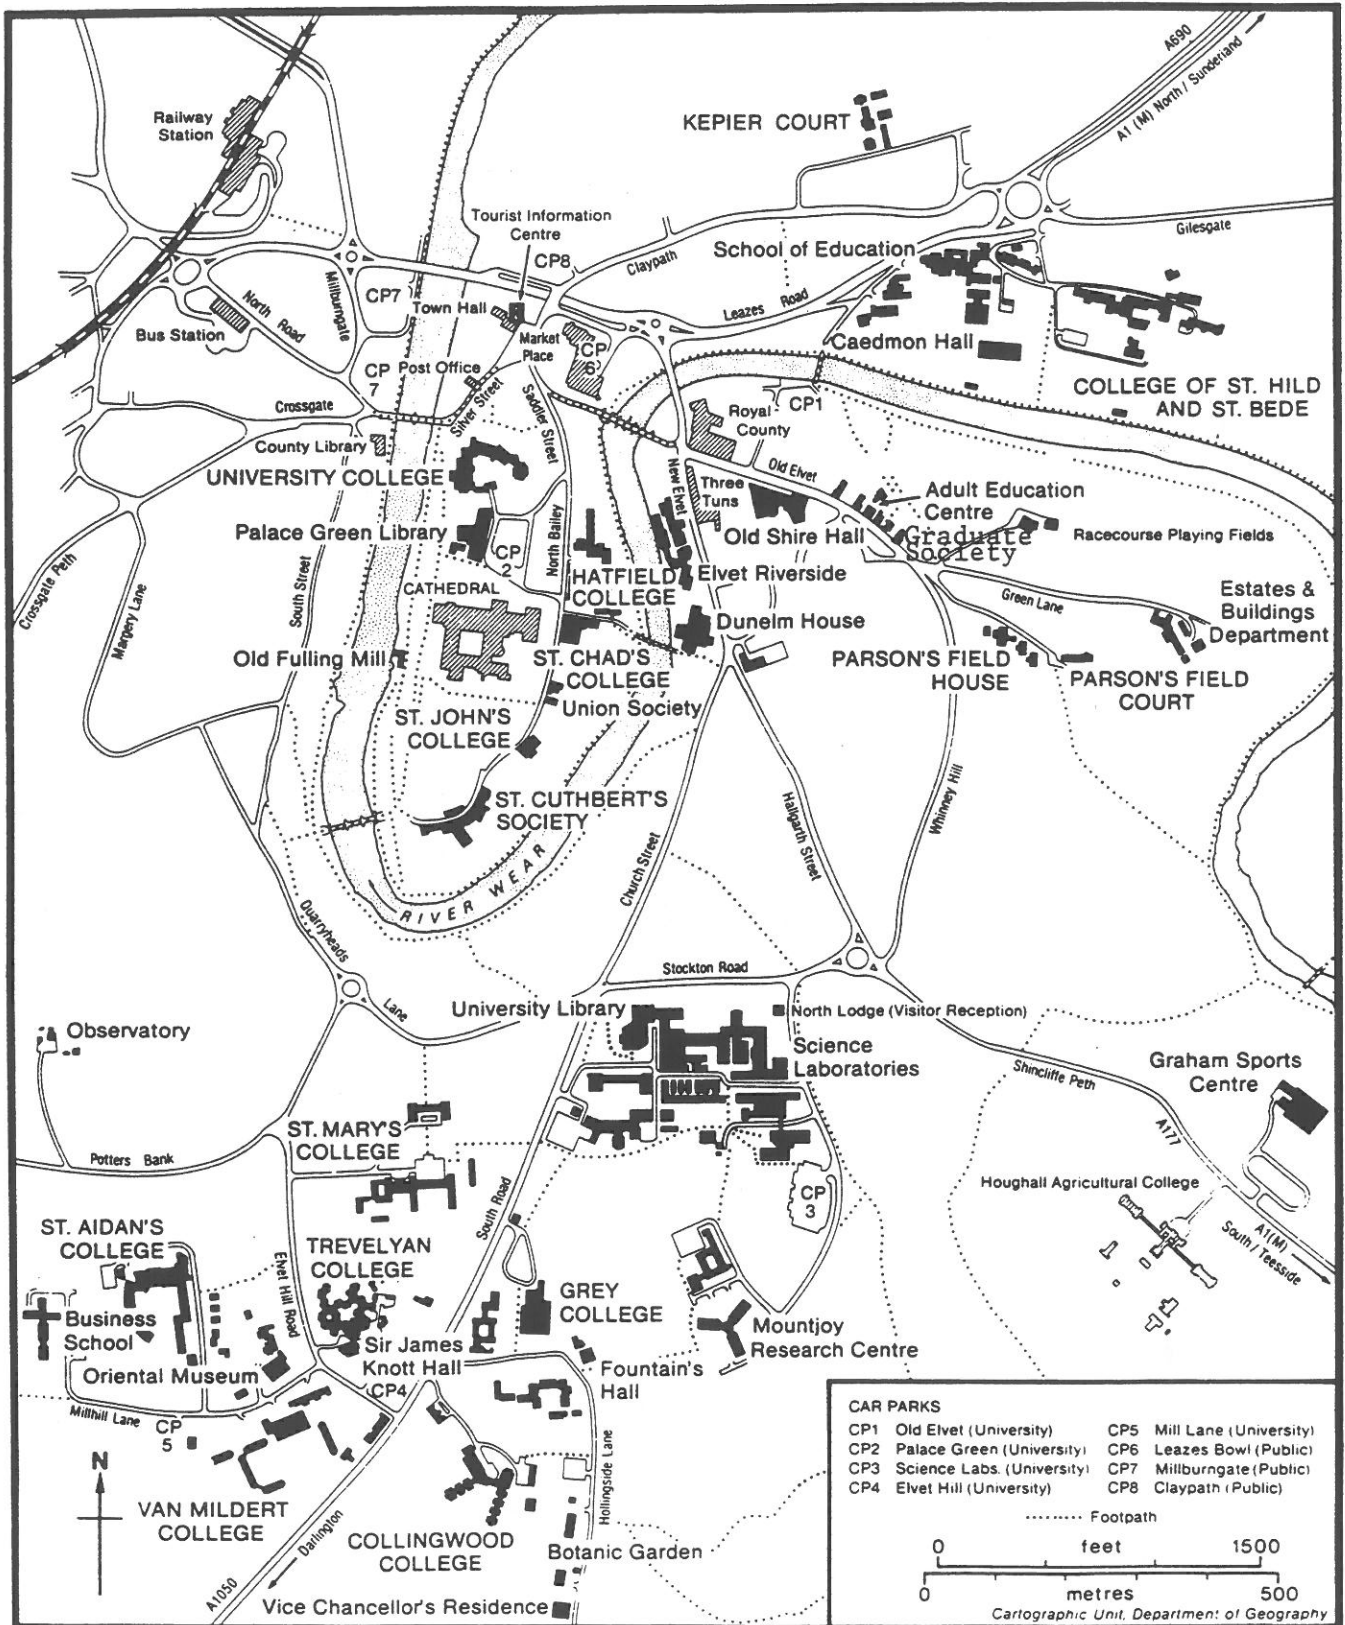 A690
A1 (M) North / Sunderland
Railway
Station
KEPIER COURT
Tourist Information
Centre
CP8
Claypath
School of Education
Gilesgate
Millburngate
CP7
North Road
Town Hall
Leazes Road
Bus Station
Market
Place
CP
6
Caedmon Hall
CP
7
Post Office
Silver Street
Saddler Street
COLLEGE OF ST. HILD
AND ST. BEDE
Crossgate
CP1
Royal
County
County Library
Old Elvet
UNIVERSITY COLLEGE
New Elvet
Three
Tuns
Adult Education
Centre
Palace Green Library
CP
2
North Bailey
Old Shire Hall
Graduate
Society
Racecourse Playing Fields
Crossgate Peth
Margery Lane
South Street
CATHEDRAL
HATFIELD
COLLEGE
Elvet Riverside
Green Lane
Estates &
Buildings
Department
Dunelm House
Old Fulling Mill
ST. CHAD'S
COLLEGE
PARSON'S FIELD
HOUSE
PARSON'S FIELD
COURT
Union Society
ST. JOHN'S
COLLEGE
ST. CUTHBERT'S
SOCIETY
Hallgarth Street
Whinney Hill
Church Street
RIVER WEAR
Quarryheads
Lane
Stockton Road
University Library
North Lodge (Visitor Reception)
Observatory
Science
Laboratories
Shincliffe Peth
Graham Sports
Centre
A177
ST. MARY'S
COLLEGE
Potters Bank
South Road
CP
3
Houghall Agricultural College
A1(M)
South / Teesside
ST. AIDAN'S
COLLEGE
Elvet Hill Road
TREVELYAN
COLLEGE
GREY
COLLEGE
Business
School
Sir James
Knott Hall
Mountjoy
Research Centre
Oriental Museum
Fountain's
Hall
CP4
Millhill Lane
CP
5
N
VAN MILDERT
COLLEGE
Hollingside Lane
Darlington
COLLINGWOOD
COLLEGE
Botanic Garden
A1050
Vice Chancellor's Residence
CAR PARKS
CP1 Old Elvet (University)
CP2 Palace Green (University)
CP3 Science Labs. (University)
CP4 Elvet Hill (University)
CP5 Mill Lane (University)
CP6 Leazes Bowl (Public)
CP7 Millburngate (Public)
CP8 Claypath (Public)
Footpath
0 feet 1500
0 metres 500
Cartographic Unit, Department of Geography